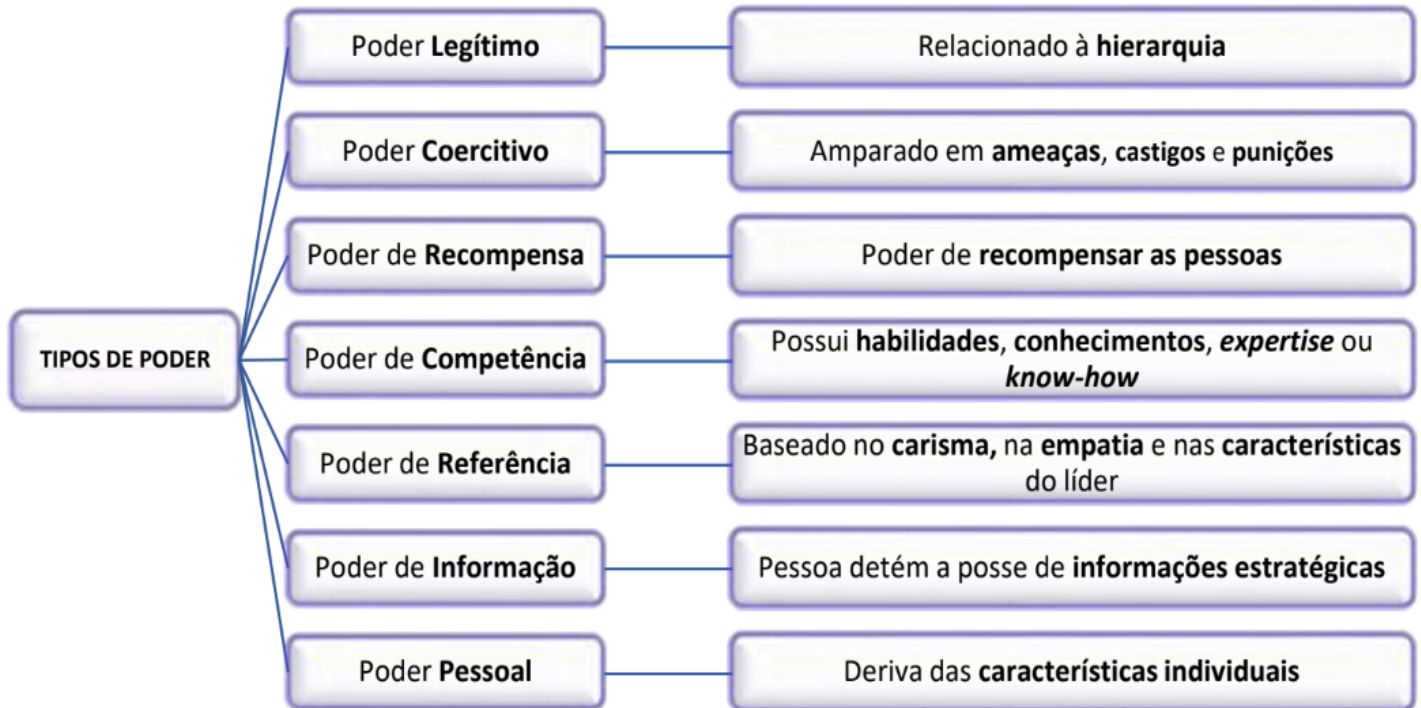 Poder Legítimo
Relacionado à hierarquia
Poder Coercitivo
Amparado em ameaças, castigos e punições
Poder de Recompensa
Poder de recompensar as pessoas
TIPOS DE PODER
Poder de Competência
Possui habilidades, conhecimentos, expertise ou
know-how
Poder de Referência
Baseado no carisma, na empatia e nas características
do líder
Poder de Informação
Pessoa detém a posse de informações estratégicas
Poder Pessoal
Deriva das características individuais